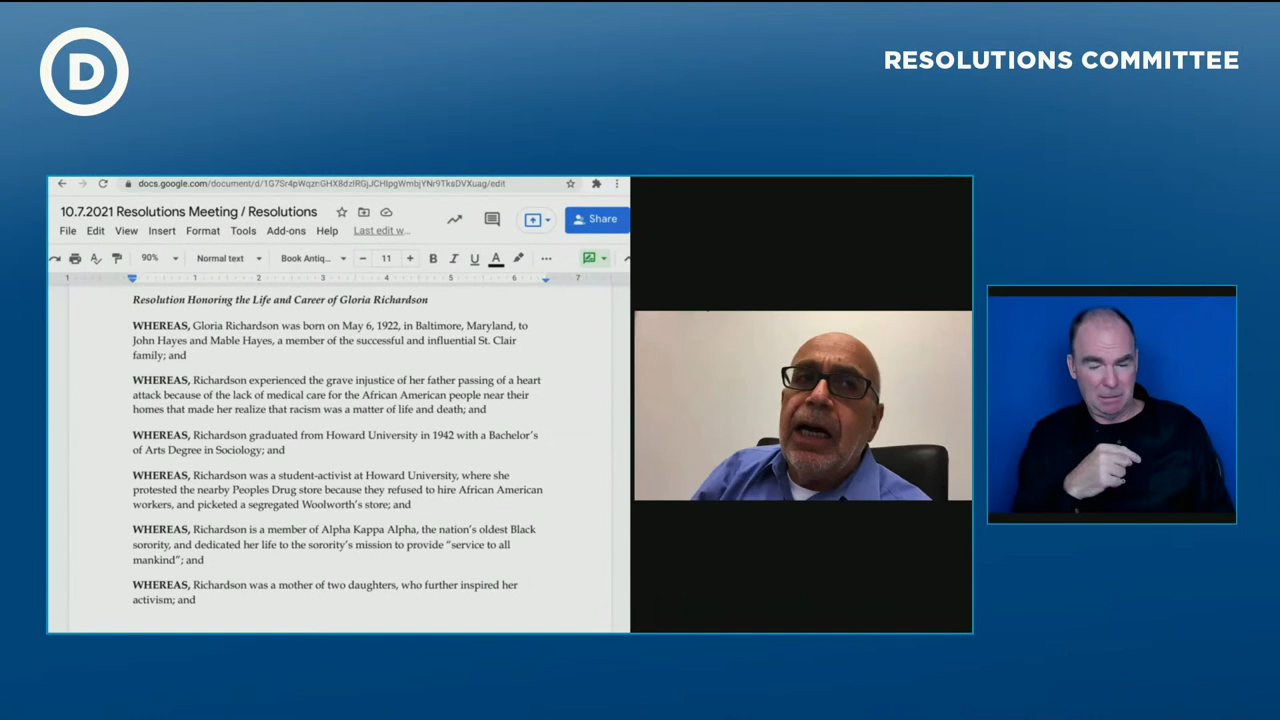 D
RESOLUTIONS COMMITTEE
10.7.2021 Resolutions Meeting / Resolutions
Share
File Edit View Insert Format Tools Add-ons Help Last edit w...
90% Normal text Book Antiq... 11 B I U A
1 1 2 3 4 5 6 7
Resolution Honoring the Life and Career of Gloria Richardson
WHEREAS, Gloria Richardson was born on May 6, 1922, in Baltimore, Maryland, to
John Hayes and Mable Hayes, a member of the successful and influential St. Clair
family; and
WHEREAS, Richardson experienced the grave injustice of her father passing of a heart
attack because of the lack of medical care for the African American people near their
homes that made her realize that racism was a matter of life and death; and
WHEREAS, Richardson graduated from Howard University in 1942 with a Bachelor's
of Arts Degree in Sociology; and
WHEREAS, Richardson was a student-activist at Howard University, where she
protested the nearby Peoples Drug store because they refused to hire African American
workers, and picketed a segregated Woolworth's store; and
WHEREAS, Richardson is a member of Alpha Kappa Alpha, the nation's oldest Black
sorority, and dedicated her life to the sorority's mission to provide “service to all
mankind”; and
WHEREAS, Richardson was a mother of two daughters, who further inspired her
activism; and